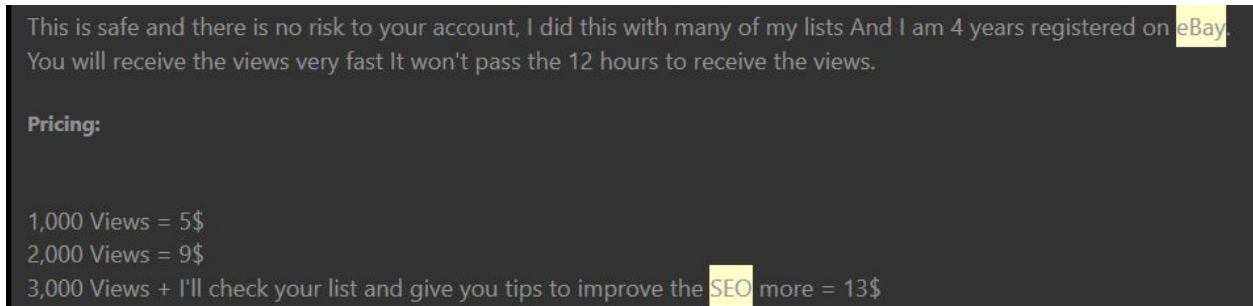 This is safe and there is no risk to your account, I did this with many of my lists And I am 4 years registered on eBay.
You will receive the views very fast It won't pass the 12 hours to receive the views.
Pricing:
1,000 Views = 5$
2,000 Views = 9$
3,000 Views + I'll check your list and give you tips to improve the SEO more = 13$